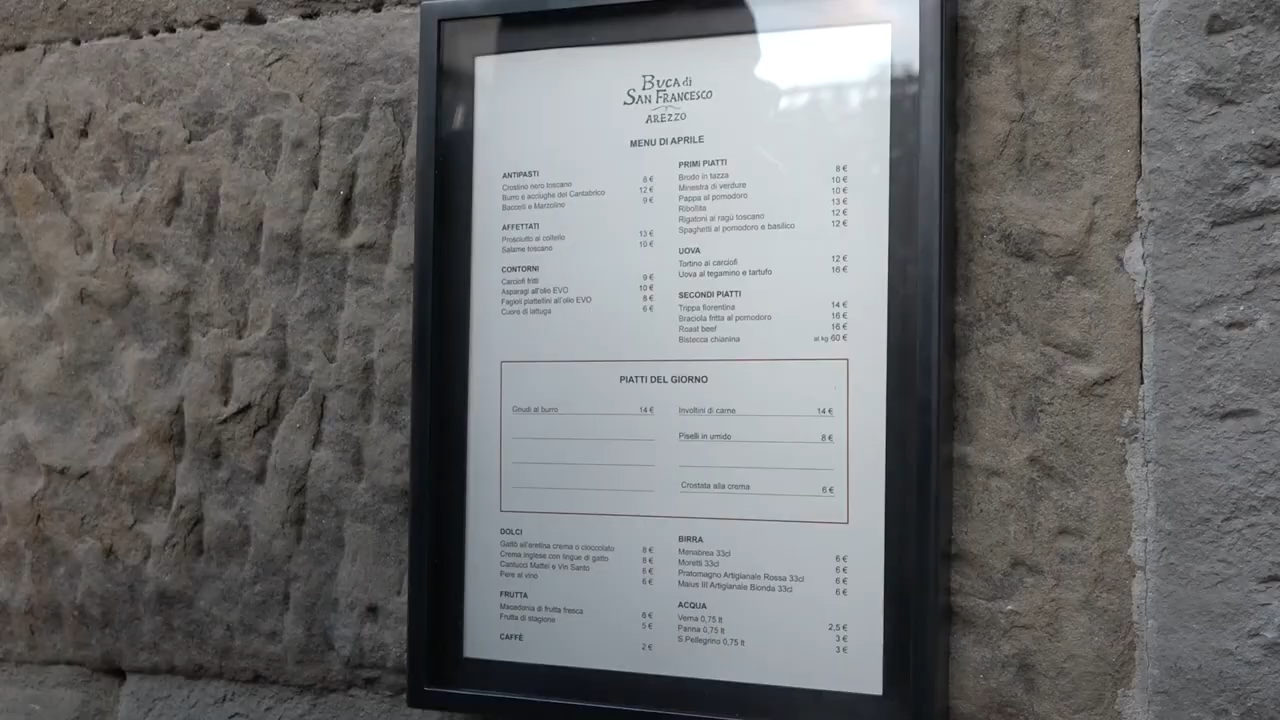 BUCA di
SAN FRANCESCO
AREZZO
MENU DI APRILE
ANTIPASTI
Crostino nero toscano 8 €
Burro e acciughe del Cantabrico 12 €
Baccelli e Marzolino 9 €
AFFETTATI
Prosciutto al coltello 13 €
Salame toscano 10 €
CONTORNI
Carciofi fritti 9 €
Asparagi all'olio EVO 10 €
Fagioli piattellini all'olio EVO 8 €
Cuore di lattuga 6 €
PRIMI PIATTI
Brodo in tazza 8 €
Minestra di verdure 10 €
Pappa al pomodoro 10 €
Ribollita 13 €
Rigatoni al ragù toscano 12 €
Spaghetti al pomodoro e basilico 12 €
UOVA
Tortino ai carciofi 12 €
Uova al tegamino e tartufo 16 €
SECONDI PIATTI
Trippa fiorentina 14 €
Braciola fritta al pomodoro 16 €
Roast beef 16 €
Bistecca chianina al kg 60 €
PIATTI DEL GIORNO
Gnudi al burro 14 €
Involtini di carne 14 €
Piselli in umido 8 €
Crostata alla crema 6 €
DOLCI
Gattò all'aretina crema o cioccolato 8 €
Crema inglese con lingue di gatto 8 €
Cantucci Mattei e Vin Santo 6 €
Pere al vino 6 €
FRUTTA
Macedonia di frutta fresca 6 €
Frutta di stagione 5 €
CAFFÈ 2 €
BIRRA
Menabrea 33cl 6 €
Moretti 33cl 6 €
Pratomagno Artigianale Rossa 33cl 6 €
Maius III Artigianale Bionda 33cl 6 €
ACQUA
Verna 0,75 lt 2,5 €
Panna 0,75 lt 3 €
S.Pellegrino 0,75 lt 3 €